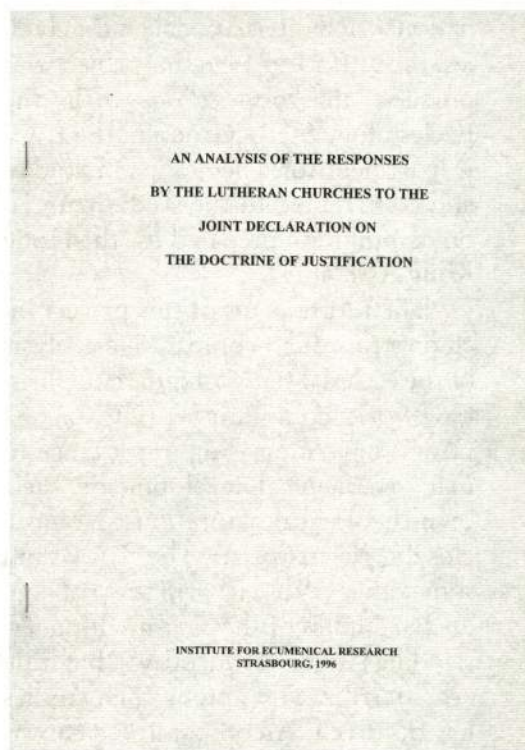 AN ANALYSIS OF THE RESPONSES
BY THE LUTHERAN CHURCHES TO THE
JOINT DECLARATION ON
THE DOCTRINE OF JUSTIFICATION
INSTITUTE FOR ECUMENICAL RESEARCH
STRASBOURG, 1996